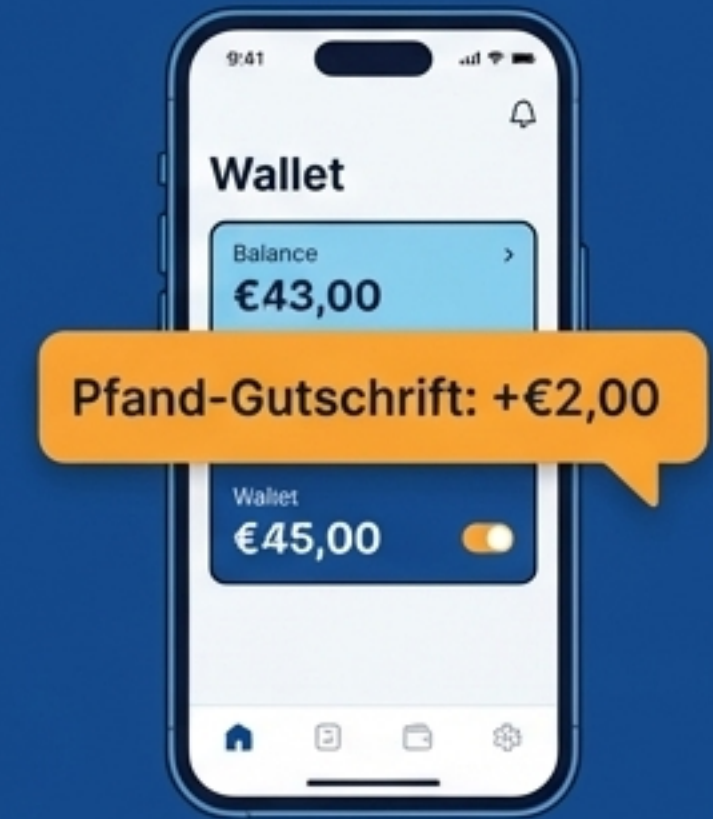 9:41
Wallet
Balance
€43,00
Pfand-Gutschrift: +€2,00
Wallet
€45,00